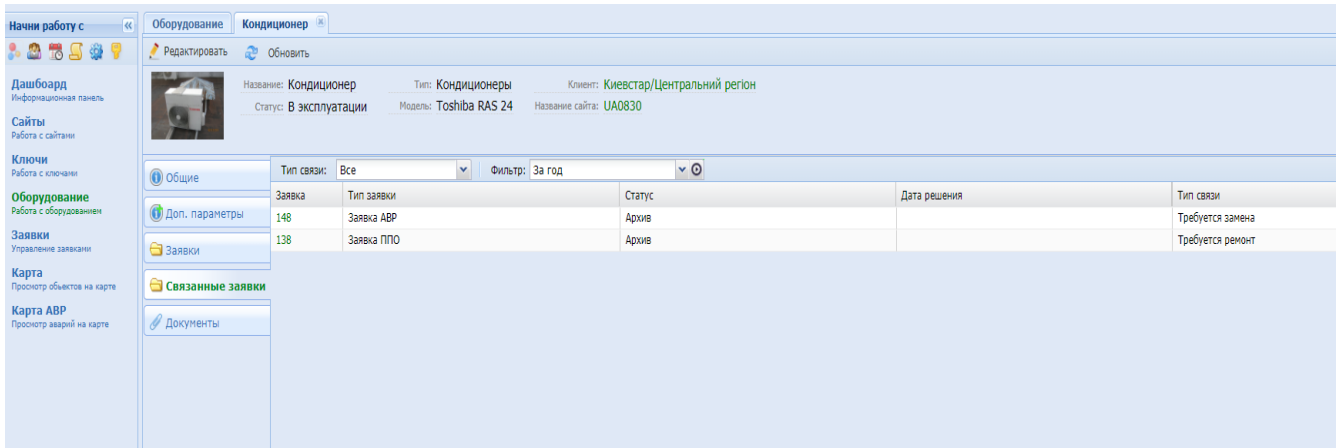 Начни работу с
Дашбоард
Информационная панель
Сайты
Работа с сайтами
Ключи
Работа с ключами
Оборудование
Работа с оборудованием
Заявки
Управление заявками
Карта
Просмотр объектов на карте
Карта АВР
Просмотр аварий на карте
Оборудование Кондиционер
Редактировать Обновить
Название: Кондиционер Тип: Кондиционеры Клиент: Киевстар/Центральний регіон
Статус: В эксплуатации Модель: Toshiba RAS 24 Название сайта: UA0830
Общие
Доп. параметры
Заявки
Связанные заявки
Документы
Тип связи: Все Фильтр: За год
Заявка Тип заявки Статус Дата решения Тип связи
148 Заявка АВР Архив Требуется замена
138 Заявка ППО Архив Требуется ремонт